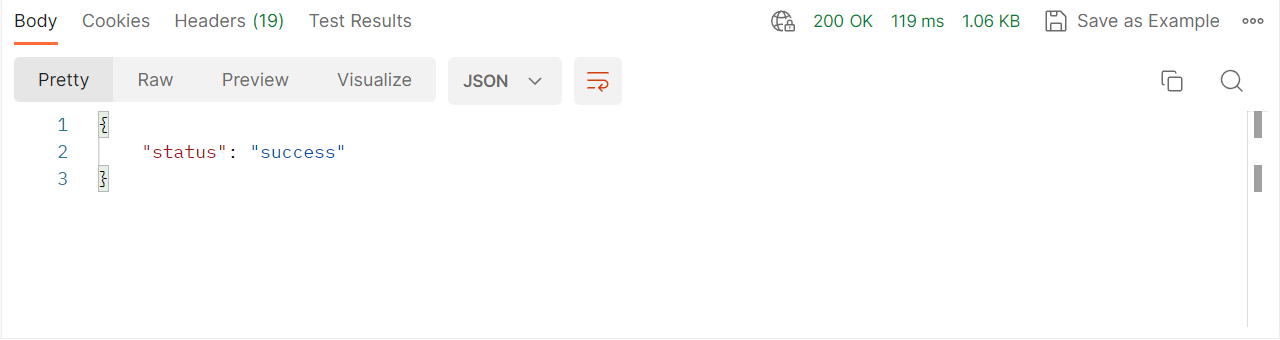 Body Cookies Headers (19) Test Results 200 OK 119 ms 1.06 KB Save as Example
Pretty Raw Preview Visualize JSON
1 {
2 "status": "success"
3 }